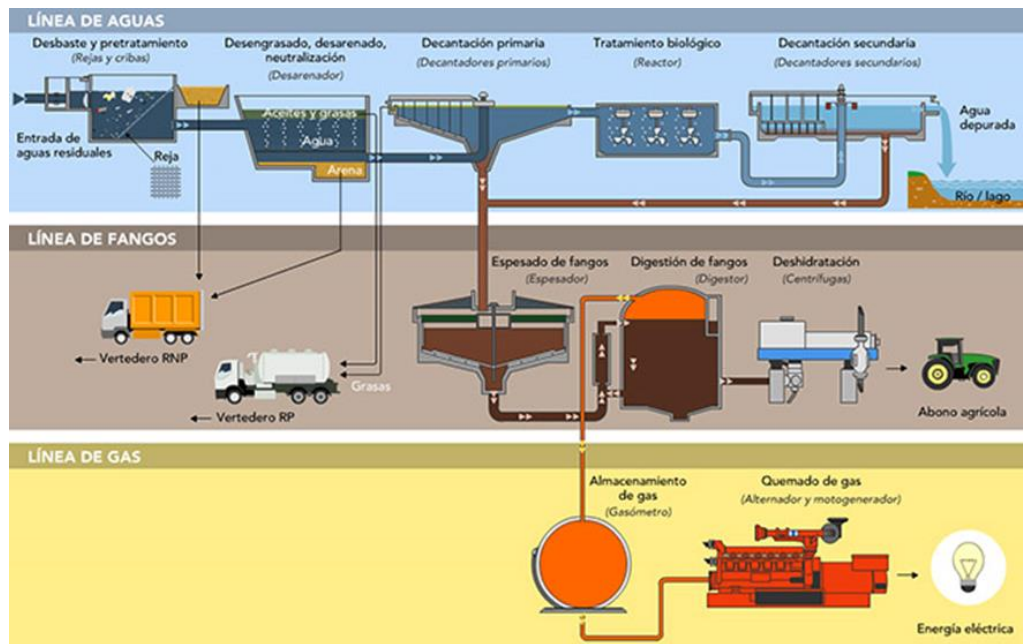 LÍNEA DE AGUAS
Desbaste y pretratamiento
(Rejas y cribas)
Desengrasado, desarenado,
neutralización
(Desarenador)
Decantación primaria
(Decantadores primarios)
Tratamiento biológico
(Reactor)
Decantación secundaria
(Decantadores secundarios)
Entrada de
aguas residuales
Reja
Aceites y grasas
Agua
Arena
Agua
depurada
Río / lago
LÍNEA DE FANGOS
Espesado de fangos
(Espesador)
Digestión de fangos
(Digestor)
Deshidratación
(Centrífugas)
Vertedero RNP
Grasas
Vertedero RP
Abono agrícola
LÍNEA DE GAS
Almacenamiento
de gas
(Gasómetro)
Quemado de gas
(Alternador y motogenerador)
Energía eléctrica